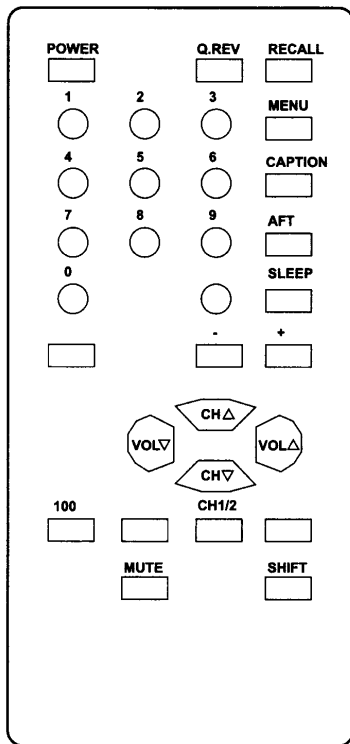 POWER Q.REV RECALL
1 2 3 MENU
4 5 6 CAPTION
7 8 9 AFT
0 SLEEP
- +
CH△
VOL▽ VOL△
CH▽
100 CH1/2
MUTE SHIFT